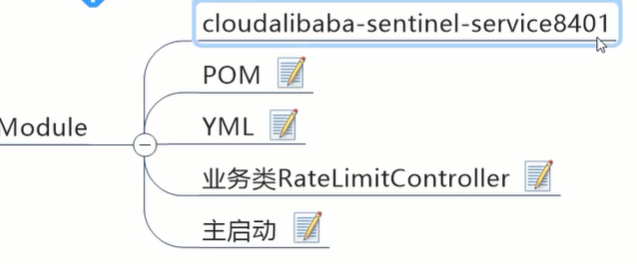 cloudalibaba-sentinel-service8401
POM
Module
YML
业务类RateLimitController
主启动